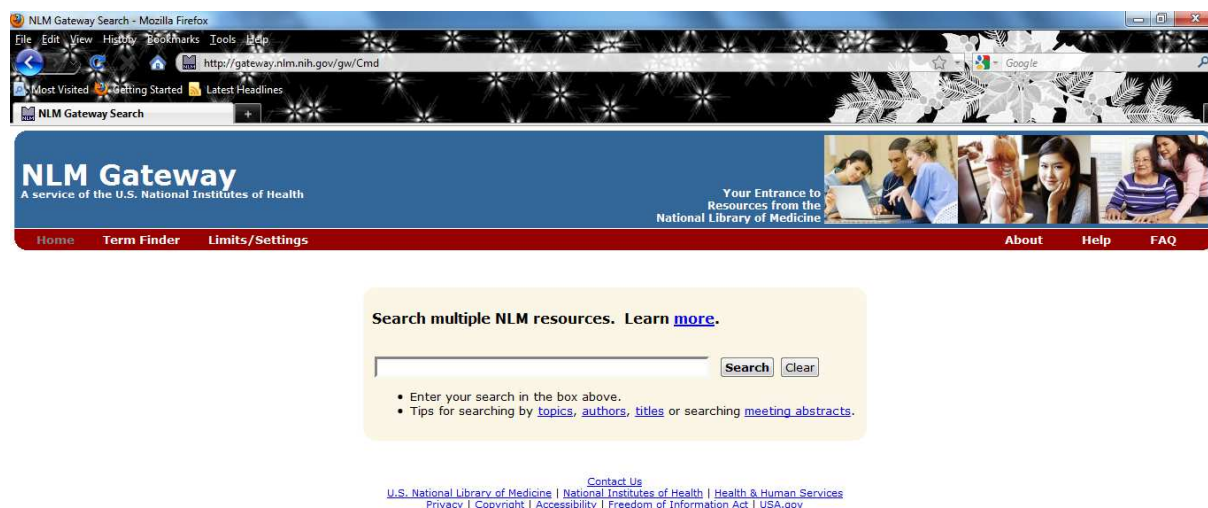 NLM Gateway Search - Mozilla Firefox
File Edit View History Bookmarks Tools Help
http://gateway.nlm.nih.gov/gw/Cmd
Google
Most Visited Getting Started Latest Headlines
NLM Gateway Search +
NLM Gateway
A service of the U.S. National Institutes of Health
Your Entrance to
Resources from the
National Library of Medicine
Home Term Finder Limits/Settings About Help FAQ
Search multiple NLM resources. Learn more.
Search Clear
• Enter your search in the box above.
• Tips for searching by topics, authors, titles or searching meeting abstracts.
Contact Us
U.S. National Library of Medicine | National Institutes of Health | Health & Human Services
Privacy | Copyright | Accessibility | Freedom of Information Act | USA.gov